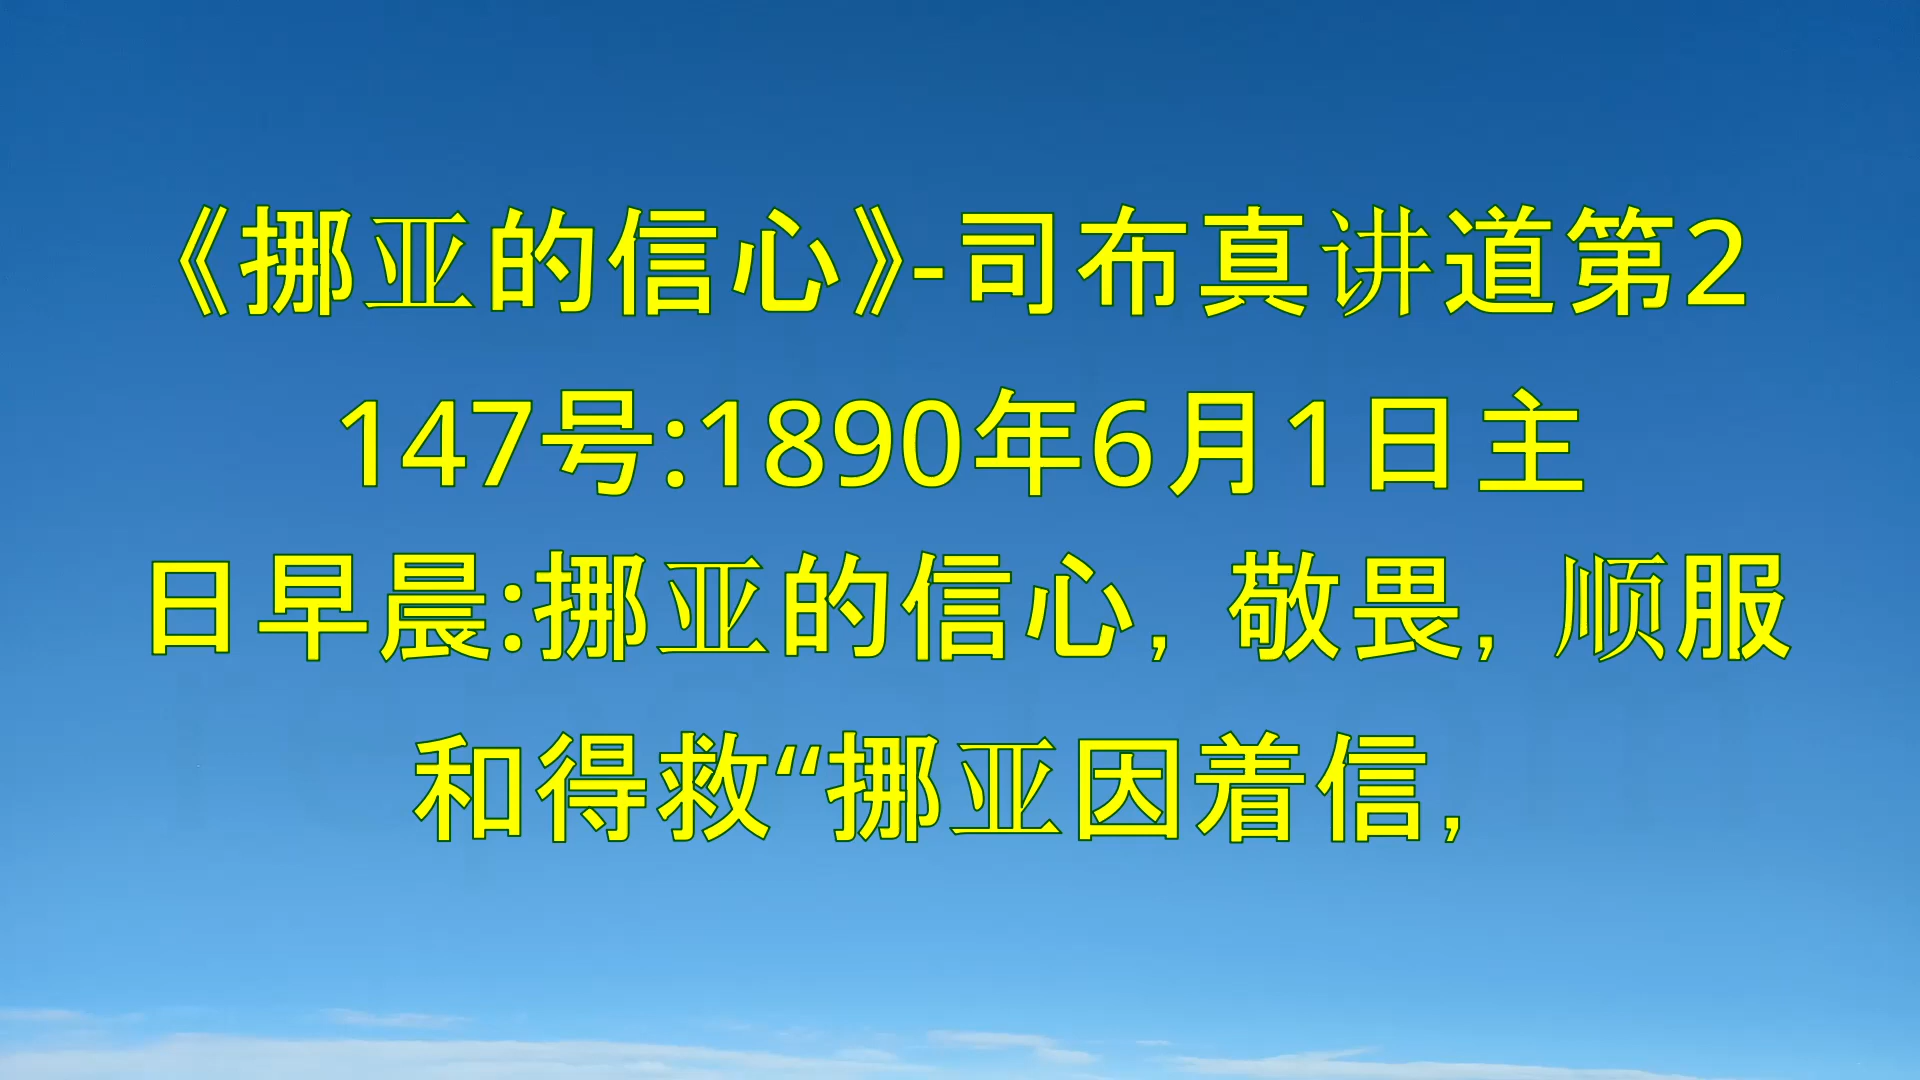 《挪亚的信心》-司布真讲道第2
147号:1890年6月1日主
日早晨:挪亚的信心, 敬畏, 顺服
和得救“挪亚因着信,